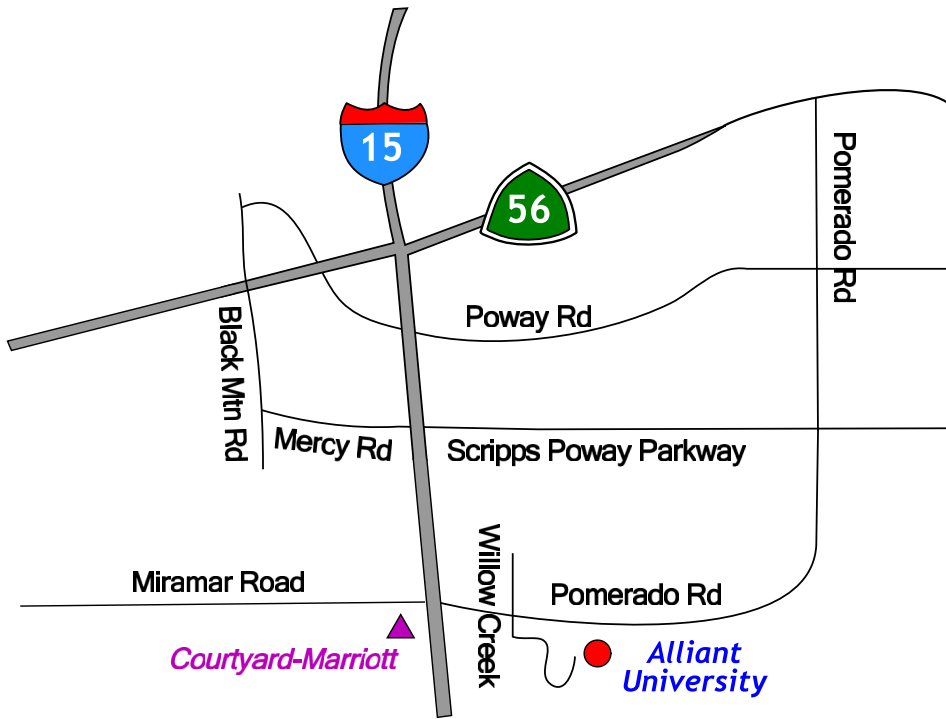 15
56
Pomerado Rd
Poway Rd
Black Mtn Rd
Mercy Rd
Scripps Poway Parkway
Willow Creek
Miramar Road
Pomerado Rd
Courtyard-Marriott
Alliant
University